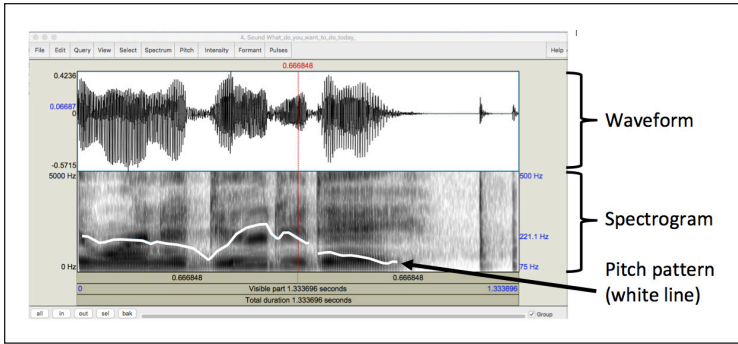 4. Sound What_do_you_want_to_do_today_
File Edit Query View Select Spectrum Pitch Intensity Formant Pulses Help
0.666848
0.4236
0.06687
0
-0.5715
Waveform
5000 Hz
500 Hz
221.1 Hz
Spectrogram
0 Hz
75 Hz
Pitch pattern
(white line)
0.666848 0.666848
0 Visible part 1.333696 seconds 1.333696
Total duration 1.333696 seconds
all in out sel bak Group